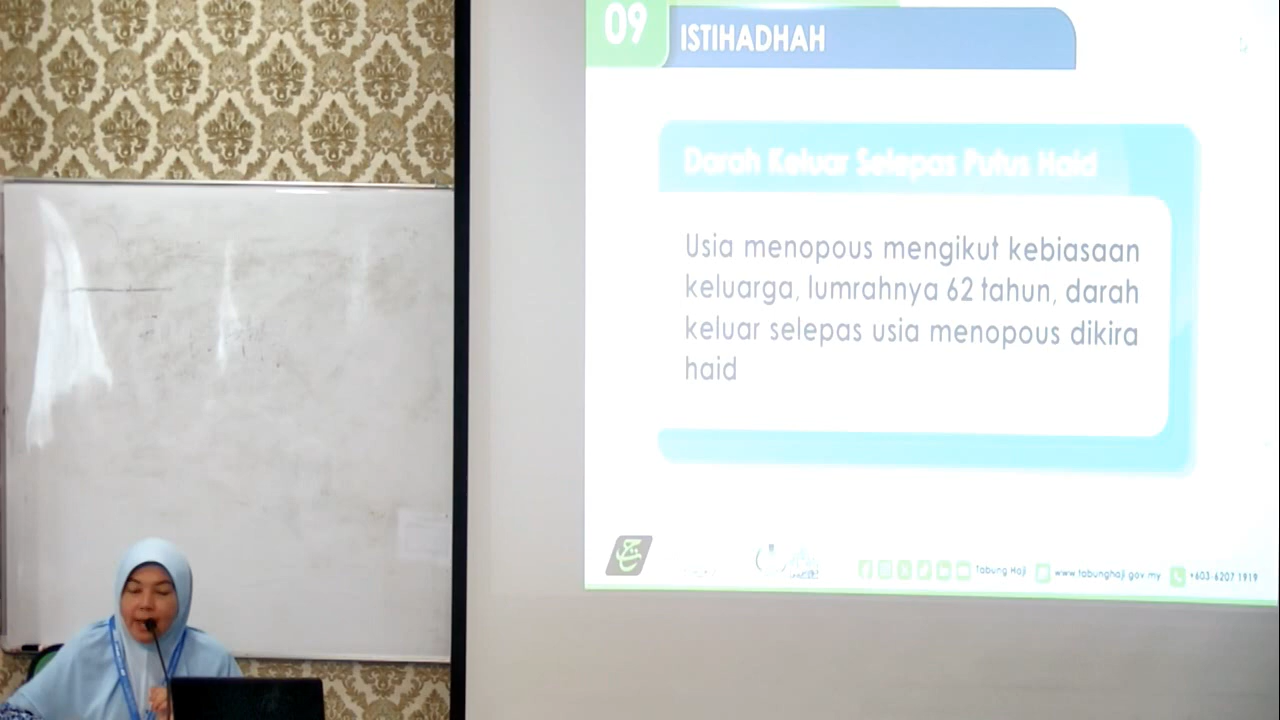 09
ISTIHADHAH
Darah Keluar Selepas Putus Haid
Usia menopous mengikut kebiasaan
keluarga, lumrahnya 62 tahun, darah
keluar selepas usia menopous dikira
haid
Tabung Haji
www.tabunghaji.gov.my
+603-6207 1919